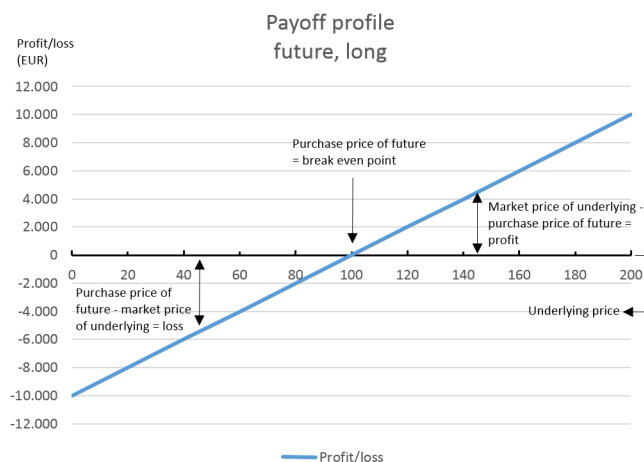 Payoff profile
future, long
Profit/loss
(EUR)
12.000
10.000
8.000
6.000
4.000
2.000
0
-2.000
-4.000
-6.000
-8.000
-10.000
-12.000
Purchase price of future
= break even point
Market price of underlying -
purchase price of future =
profit
0 20 40 60 80 100 120 140 160 180 200
Purchase price of
future - market price
of underlying = loss
Underlying price
Profit/loss